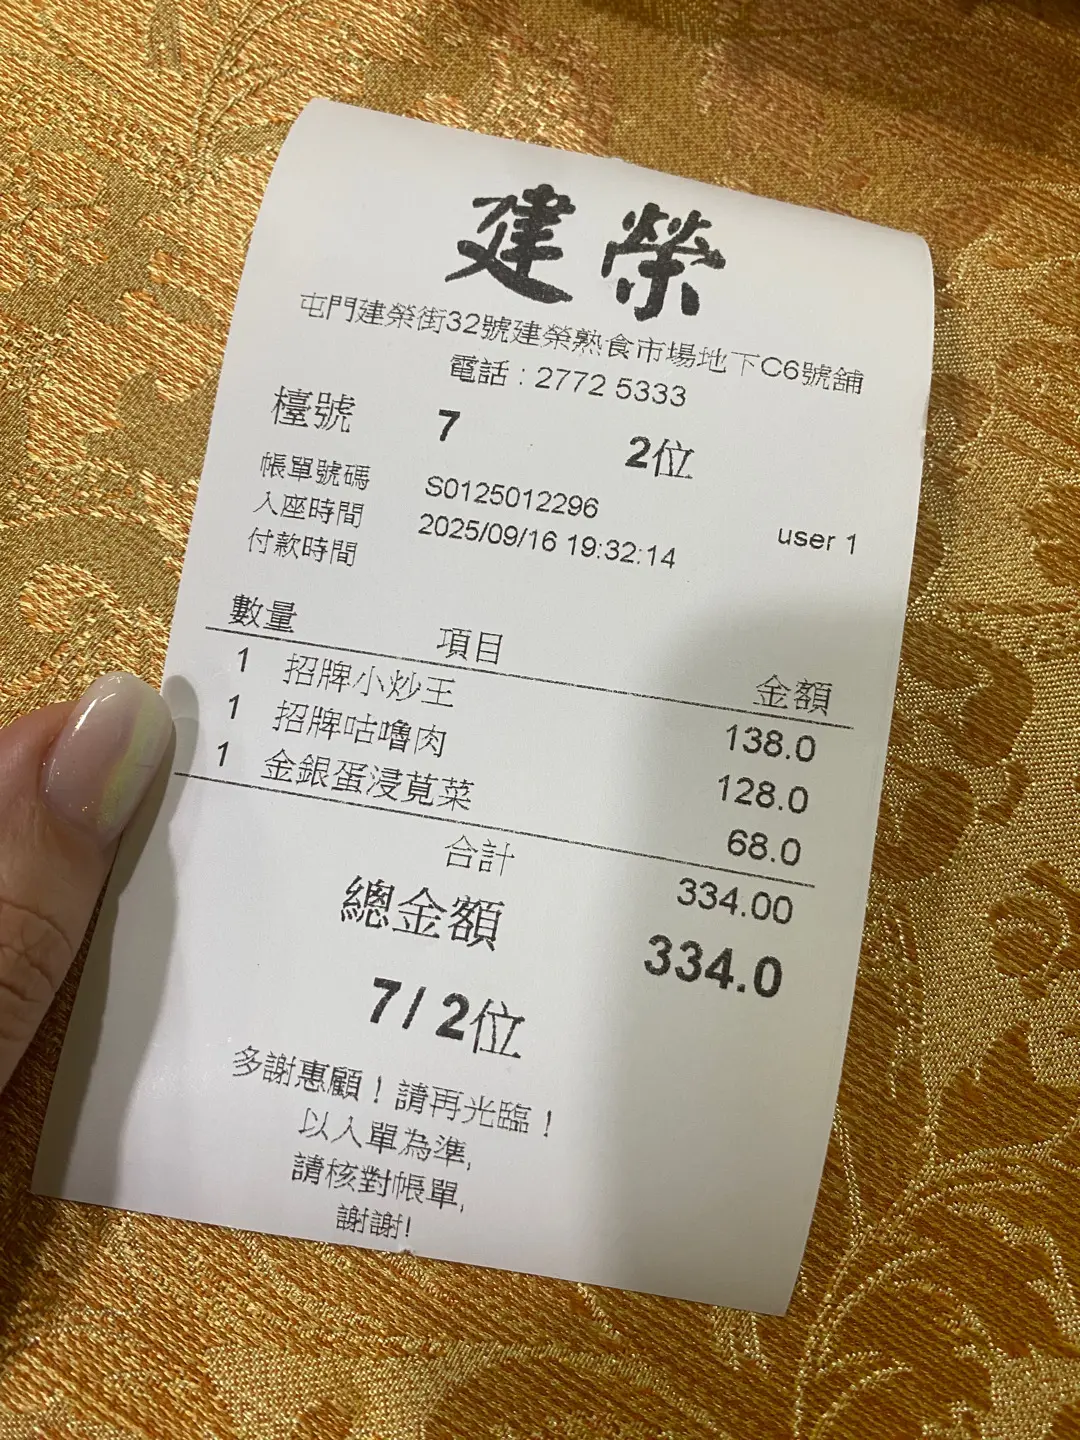 建榮
屯門建榮街32號建榮熟食市場地下C6號舖
電話：2772 5333
檯號 7 2位
帳單號碼 S0125012296
入座時間 2025/09/16 19:32:14 user 1
付款時間
數量 項目 金額
1 招牌小炒王 138.0
1 招牌咕嚕肉 128.0
1 金銀蛋浸莧菜 68.0
合計 334.00
總金額 334.0
7 / 2位
多謝惠顧！請再光臨！
以入單為準,
請核對帳單,
謝謝!